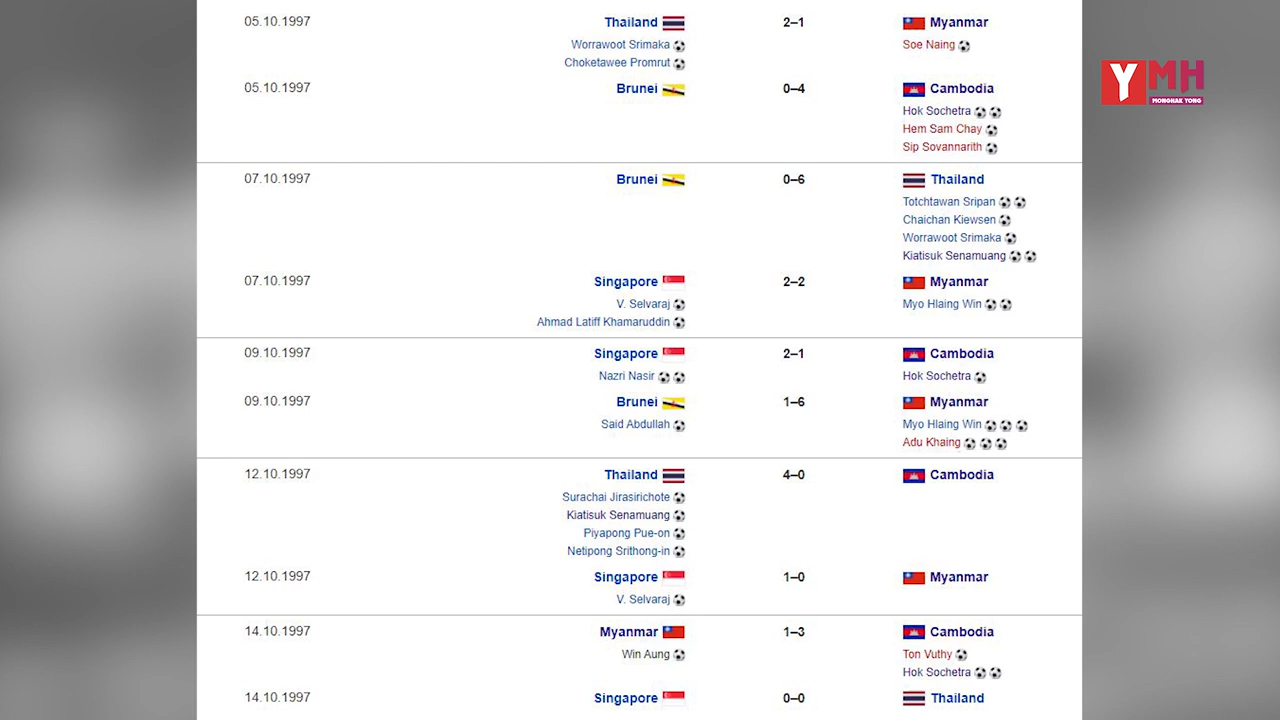 05.10.1997 Thailand 2–1 Myanmar
Worrawoot Srimaka Soe Naing
Choketawee Promrut
05.10.1997 Brunei 0–4 Cambodia
Hok Sochetra
Hem Sam Chay
Sip Sovannarith
07.10.1997 Brunei 0–6 Thailand
Totchtawan Sripan
Chaichan Kiewsen
Worrawoot Srimaka
Kiatisuk Senamuang
07.10.1997 Singapore 2–2 Myanmar
V. Selvaraj Myo Hlaing Win
Ahmad Latiff Khamaruddin
09.10.1997 Singapore 2–1 Cambodia
Nazri Nasir Hok Sochetra
09.10.1997 Brunei 1–6 Myanmar
Said Abdullah Myo Hlaing Win
Adu Khaing
12.10.1997 Thailand 4–0 Cambodia
Surachai Jirasirichote
Kiatisuk Senamuang
Piyapong Pue-on
Netipong Srithong-in
12.10.1997 Singapore 1–0 Myanmar
V. Selvaraj
14.10.1997 Myanmar 1–3 Cambodia
Win Aung Ton Vuthy
Hok Sochetra
14.10.1997 Singapore 0–0 Thailand
YMH
MONGHAK YONG